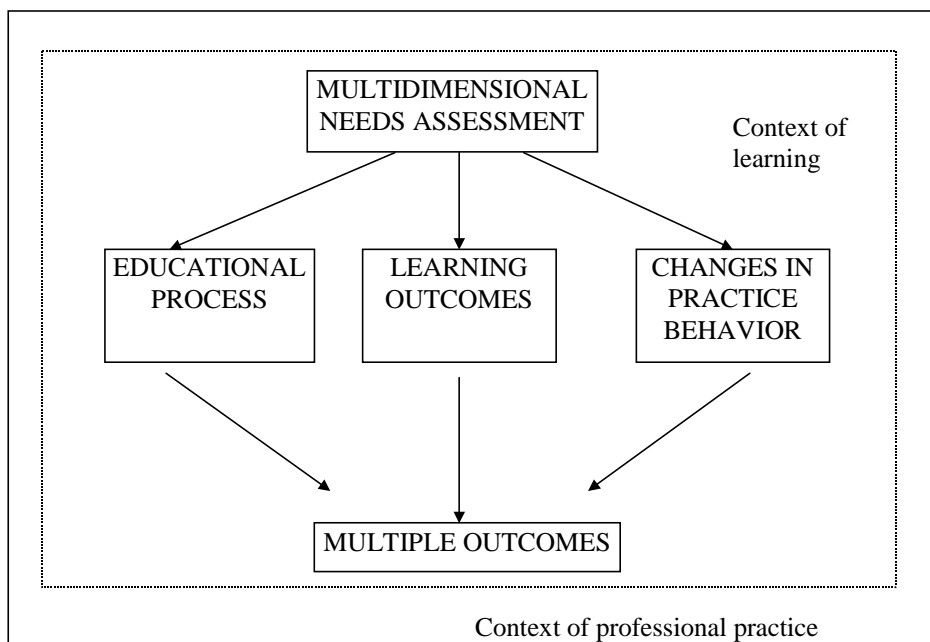 MULTIDIMENSIONAL
NEEDS ASSESSMENT
Context of
learning
EDUCATIONAL
PROCESS
LEARNING
OUTCOMES
CHANGES IN
PRACTICE
BEHAVIOR
MULTIPLE OUTCOMES
Context of professional practice